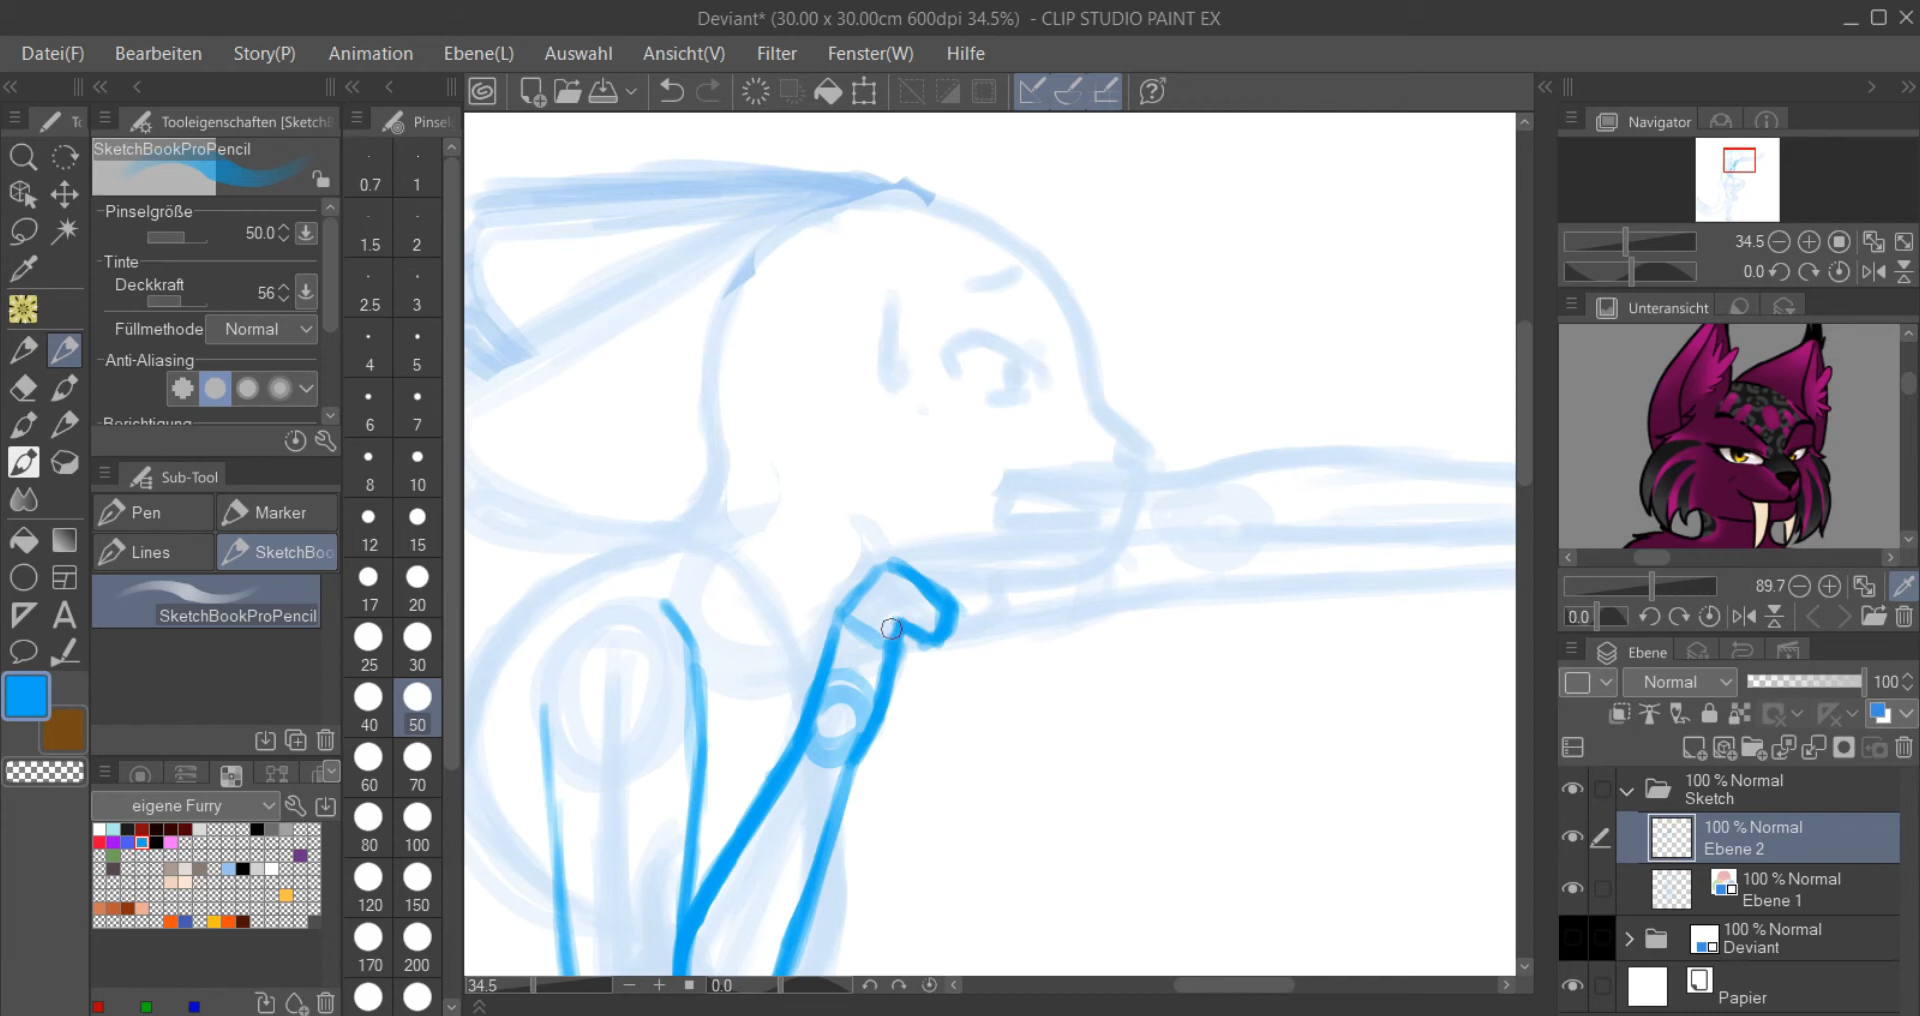 Deviant* (30.00 x 30.00cm 600dpi 34.5%) - CLIP STUDIO PAINT EX
Datei(F) Bearbeiten Story(P) Animation Ebene(L) Auswahl Ansicht(V) Filter Fenster(W) Hilfe
Tooleigenschaften [Sketch
Pinsel
SketchBookProPencil
Pinselgröße
50.0
Tinte
Deckkraft
56
Füllmethode Normal
Anti-Aliasing
Berichtigung
Sub-Tool
Pen
Marker
Lines
SketchBoo
SketchBookProPencil
eigene Furry
0.7 1
1.5 2
2.5 3
4 5
6 7
8 10
12 15
17 20
25 30
40 50
60 70
80 100
120 150
170 200
34.5
0.0
Navigator
34.5
0.0
Unteransicht
89.7
0.0
Ebene
Normal
100
100 % Normal
Sketch
100 % Normal
Ebene 2
100 % Normal
Ebene 1
100 % Normal
Deviant
Papier